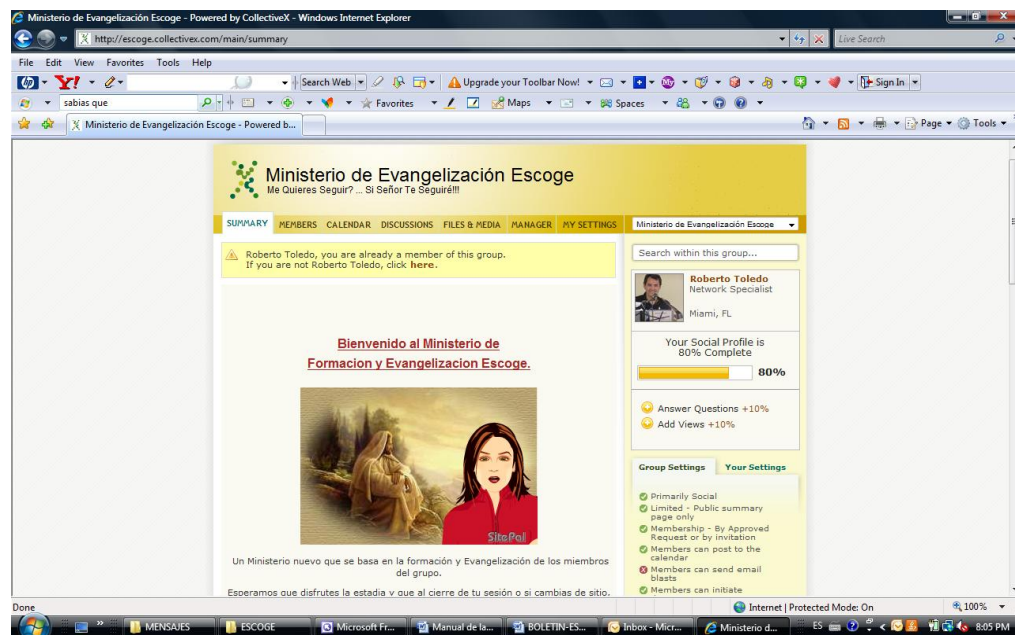 Ministerio de Evangelización Escoge - Powered by CollectiveX - Windows Internet Explorer
http://escoge.collectivex.com/main/summary
Live Search
File Edit View Favorites Tools Help
Search Web
Upgrade your Toolbar Now!
Sign In
sabias que
Favorites
Maps
Spaces
Ministerio de Evangelización Escoge - Powered b...
Page
Tools
Ministerio de Evangelización Escoge
Me Quieres Seguir? ... Si Señor Te Seguiré!!!
SUMMARY MEMBERS CALENDAR DISCUSSIONS FILES & MEDIA MANAGER MY SETTINGS
Ministerio de Evangelización Escoge
Roberto Toledo, you are already a member of this group.
If you are not Roberto Toledo, click here.
Bienvenido al Ministerio de
Formacion y Evangelizacion Escoge.
SitePal
Un Ministerio nuevo que se basa en la formación y Evangelización de los miembros
del grupo.
Esperamos que disfrutes la estadia y que al cierre de tu sesión o si cambias de sitio.
Search within this group...
Roberto Toledo
Network Specialist
Miami, FL
Your Social Profile is
80% Complete
80%
Answer Questions +10%
Add Views +10%
Group Settings Your Settings
Primarily Social
Limited - Public summary
page only
Membership - By Approved
Request or by invitation
Members can post to the
calendar
Members can send email
blasts
Members can initiate
Done
Internet | Protected Mode: On
100%
MENSAJES
ESCOGE
Microsoft Fr...
Manual de la...
BOLETIN-ES...
Inbox - Micr...
Ministerio d...
ES
8:05 PM